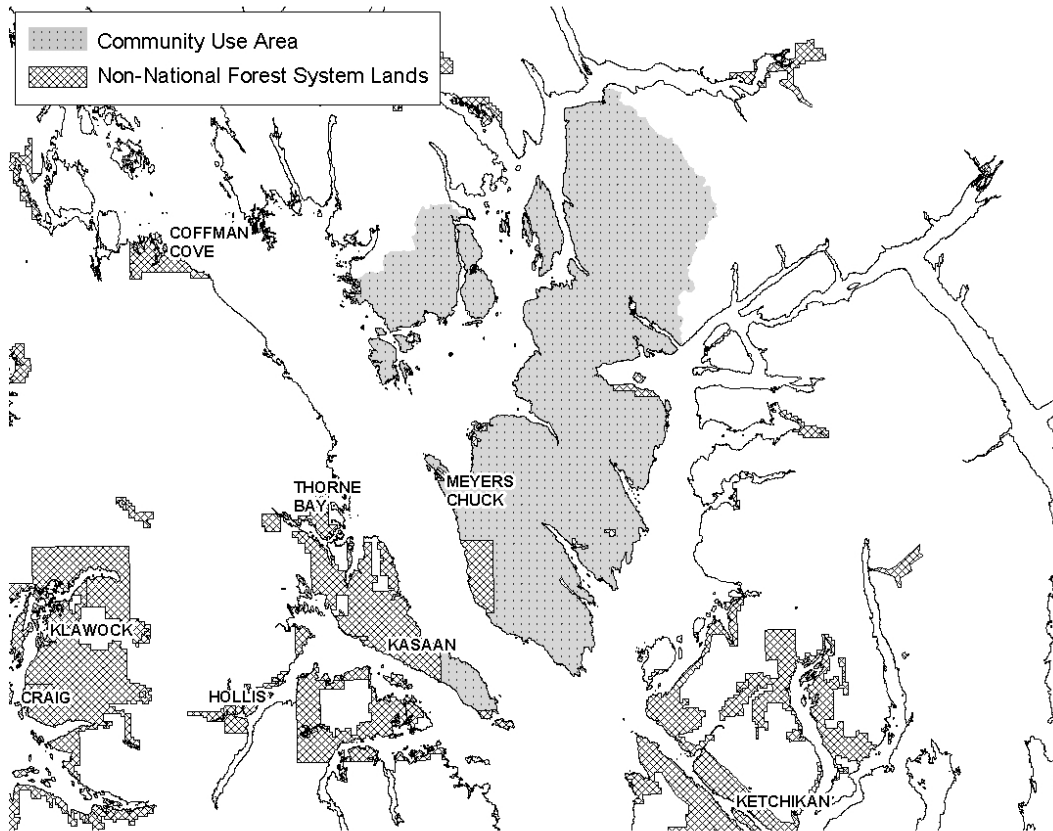 Community Use Area
Non-National Forest System Lands
COFFMAN
COVE
MEYERS
CHUCK
THORNE
BAY
KLAWOCK
KASAAN
CRAIG
HOLLIS
KETCHIKAN